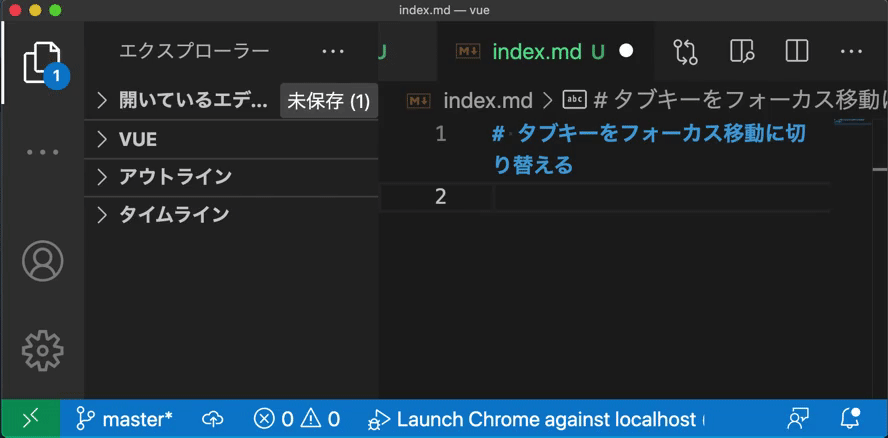 index.md — vue
エクスプローラー
U
index.md U
開いているエデ... 未保存 (1)
index.md > # タブキーをフォーカス移動に
1
VUE
1 # タブキーをフォーカス移動に切
り替える
アウトライン
2
タイムライン
master* 0 0 Launch Chrome against localhost (